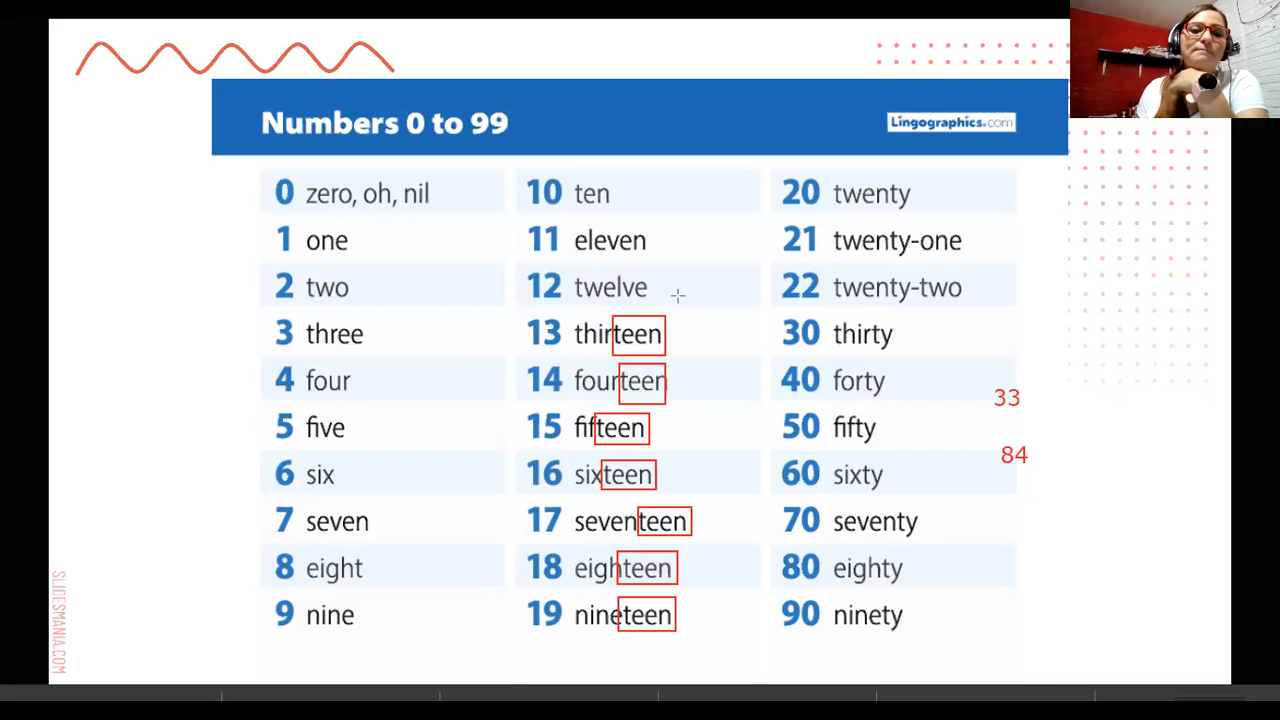 Numbers 0 to 99
Lingographics.com
0 zero, oh, nil
1 one
2 two
3 three
4 four
5 five
6 six
7 seven
8 eight
9 nine
10 ten
11 eleven
12 twelve
13 thirteen
14 fourteen
15 fifteen
16 sixteen
17 seventeen
18 eighteen
19 nineteen
20 twenty
21 twenty-one
22 twenty-two
30 thirty
40 forty
50 fifty
60 sixty
70 seventy
80 eighty
90 ninety
33
84
SLIDESMANIA.COM